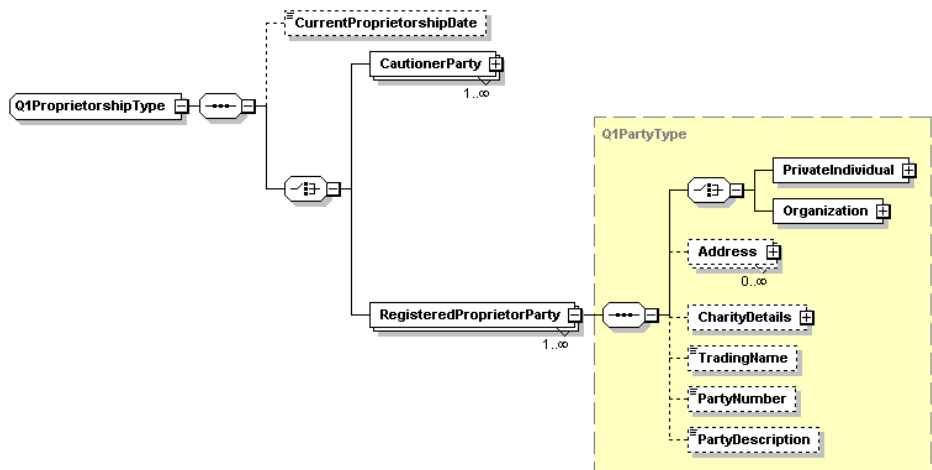 CurrentProprietorshipDate
CautionerParty
1..∞
Q1ProprietorshipType
Q1PartyType
PrivateIndividual
Organization
Address
0..∞
CharityDetails
RegisteredProprietorParty
1..∞
TradingName
PartyNumber
PartyDescription